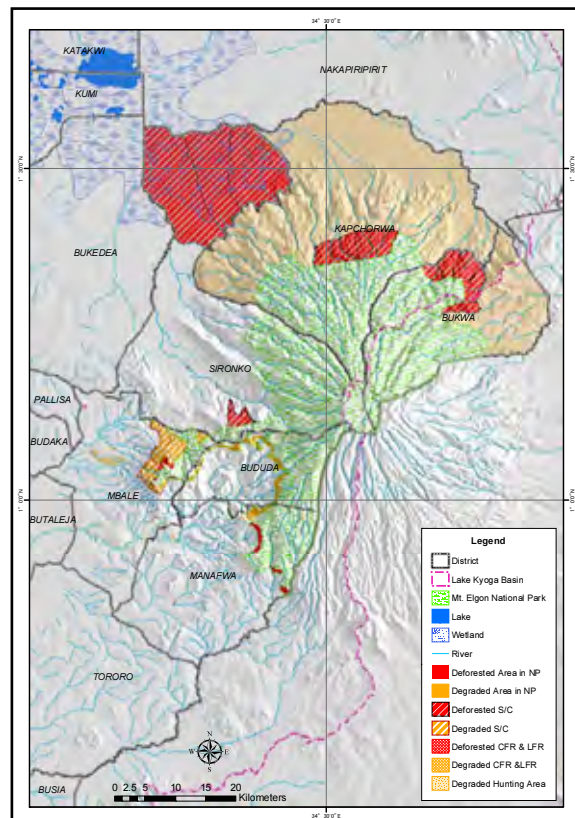 34°30'0"E
KATAKWI
NAKAPIRIPIRIT
KUMI
1°30'0"N
1°30'0"N
KAPCHORWA
BUKEDEA
BUKWA
SIRONKO
PALLISA
BUDAKA
BUDUDA
MBALE
1°0'0"N
1°0'0"N
BUTALEJA
MANAFWA
TORORO
BUSIA
Legend
District
Lake Kyoga Basin
Mt. Elgon National Park
Lake
Wetland
River
Deforested Area in NP
Degraded Area in NP
Deforested S/C
Degraded S/C
Deforested CFR & LFR
Degraded CFR &LFR
Degraded Hunting Area
N
W E
S
0 2.5 5 10 15 20
Kilometers
34°30'0"E